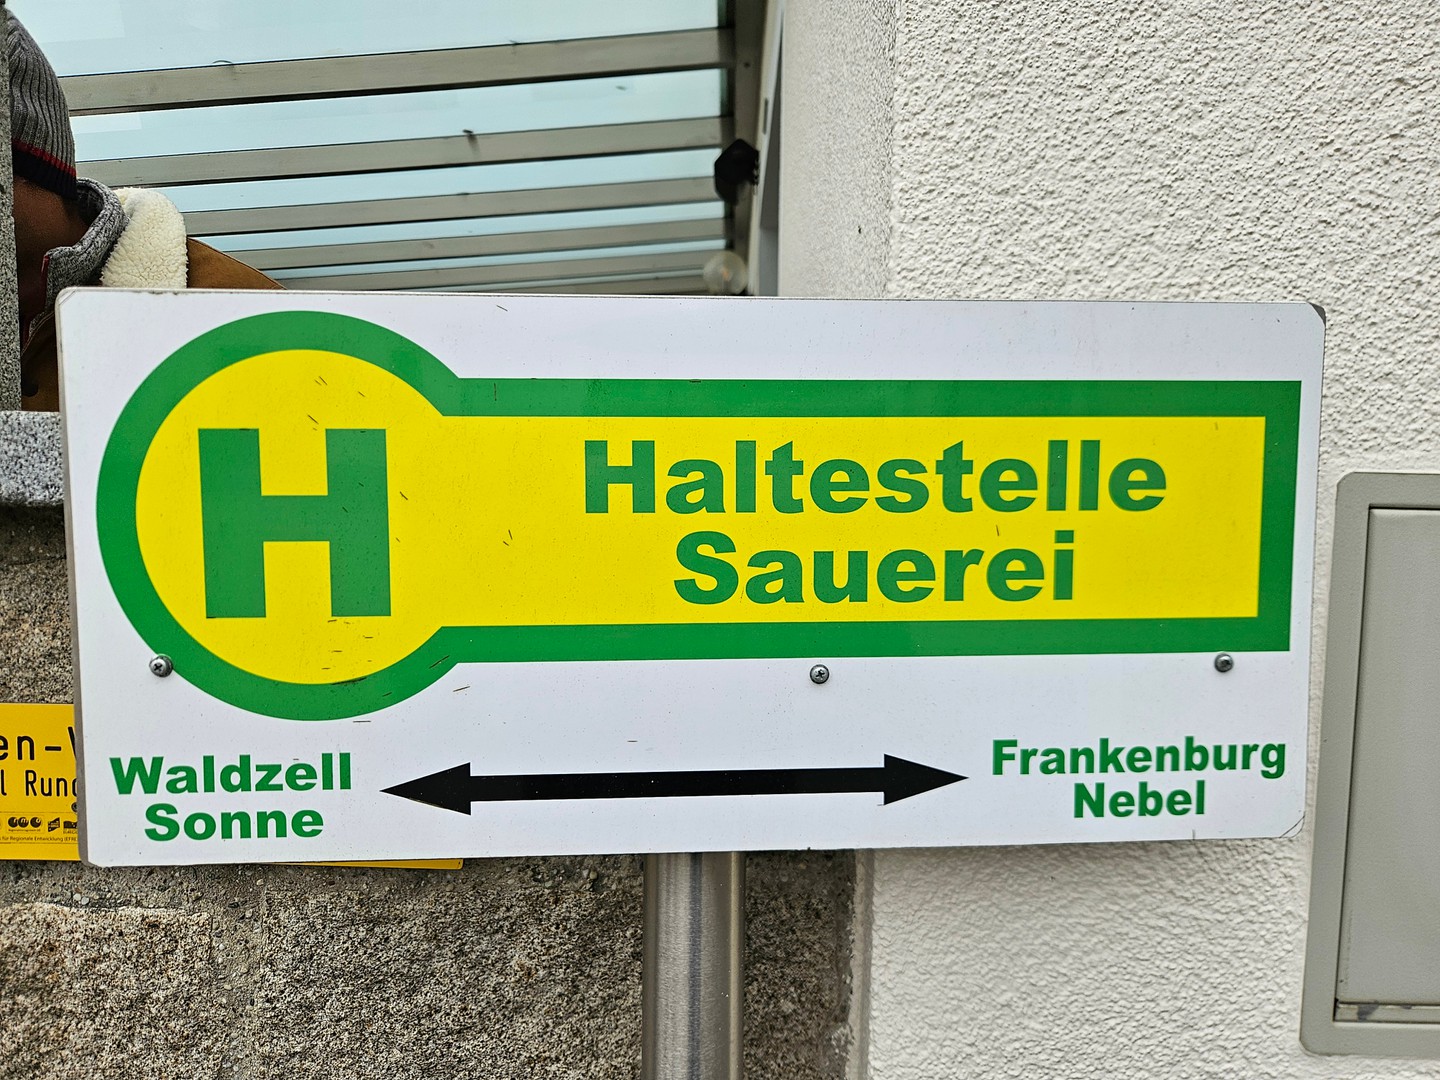 H
Haltestelle
Sauerei
Waldzell
Sonne
Frankenburg
Nebel